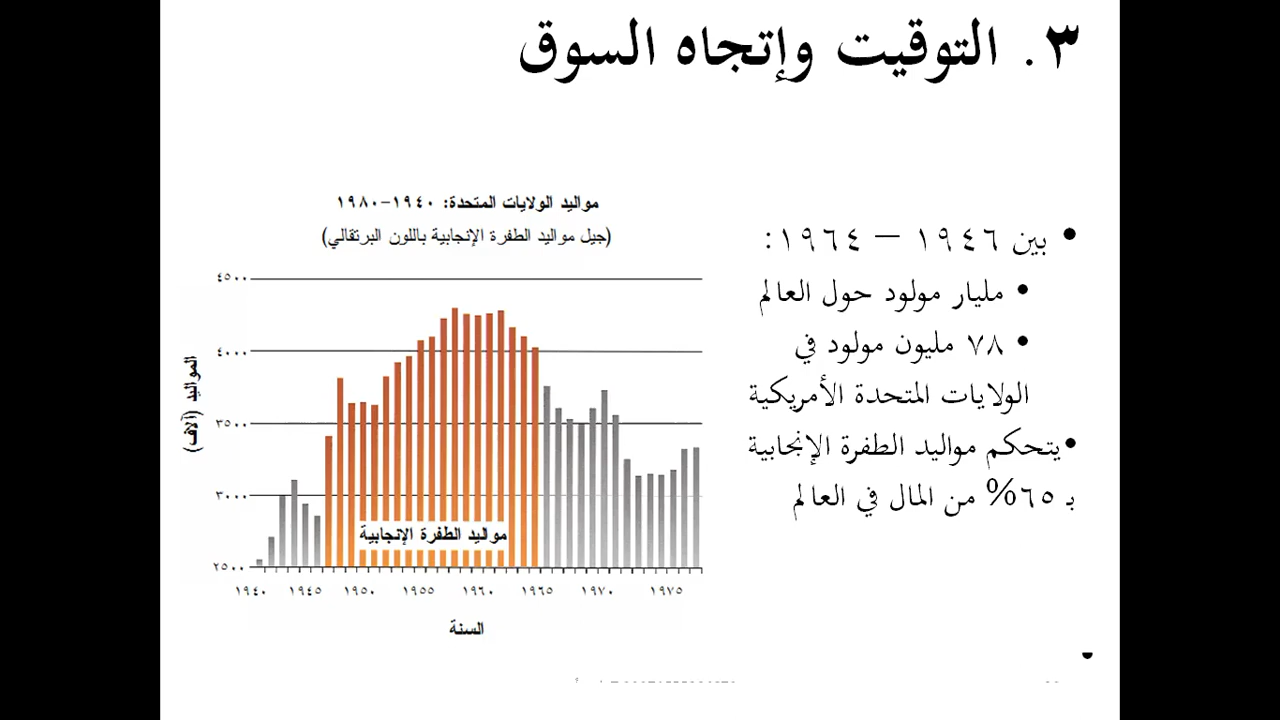 ٣. التوقيت وإتجاه السوق
• بين ١٩٤٦ – ١٩٦٤:
• مليار مولود حول العالم
• ٧٨ مليون مولود في
الولايات المتحدة الأمريكية
• يتحكم مواليد الطفرة الإنجابية
بـ ٦٥% من المال في العالم
مواليد الولايات المتحدة: ١٩٤٠-١٩٨٠
(جيل مواليد الطفرة الإنجابية باللون البرتقالي)
المواليد (آلاف)
٤٥٠٠
٤٠٠٠
٣٥٠٠
٣٠٠٠
٢٥٠٠
مواليد الطفرة الإنجابية
١٩٤٠ ١٩٤٥ ١٩٥٠ ١٩٥٥ ١٩٦٠ ١٩٦٥ ١٩٧٠ ١٩٧٥
السنة